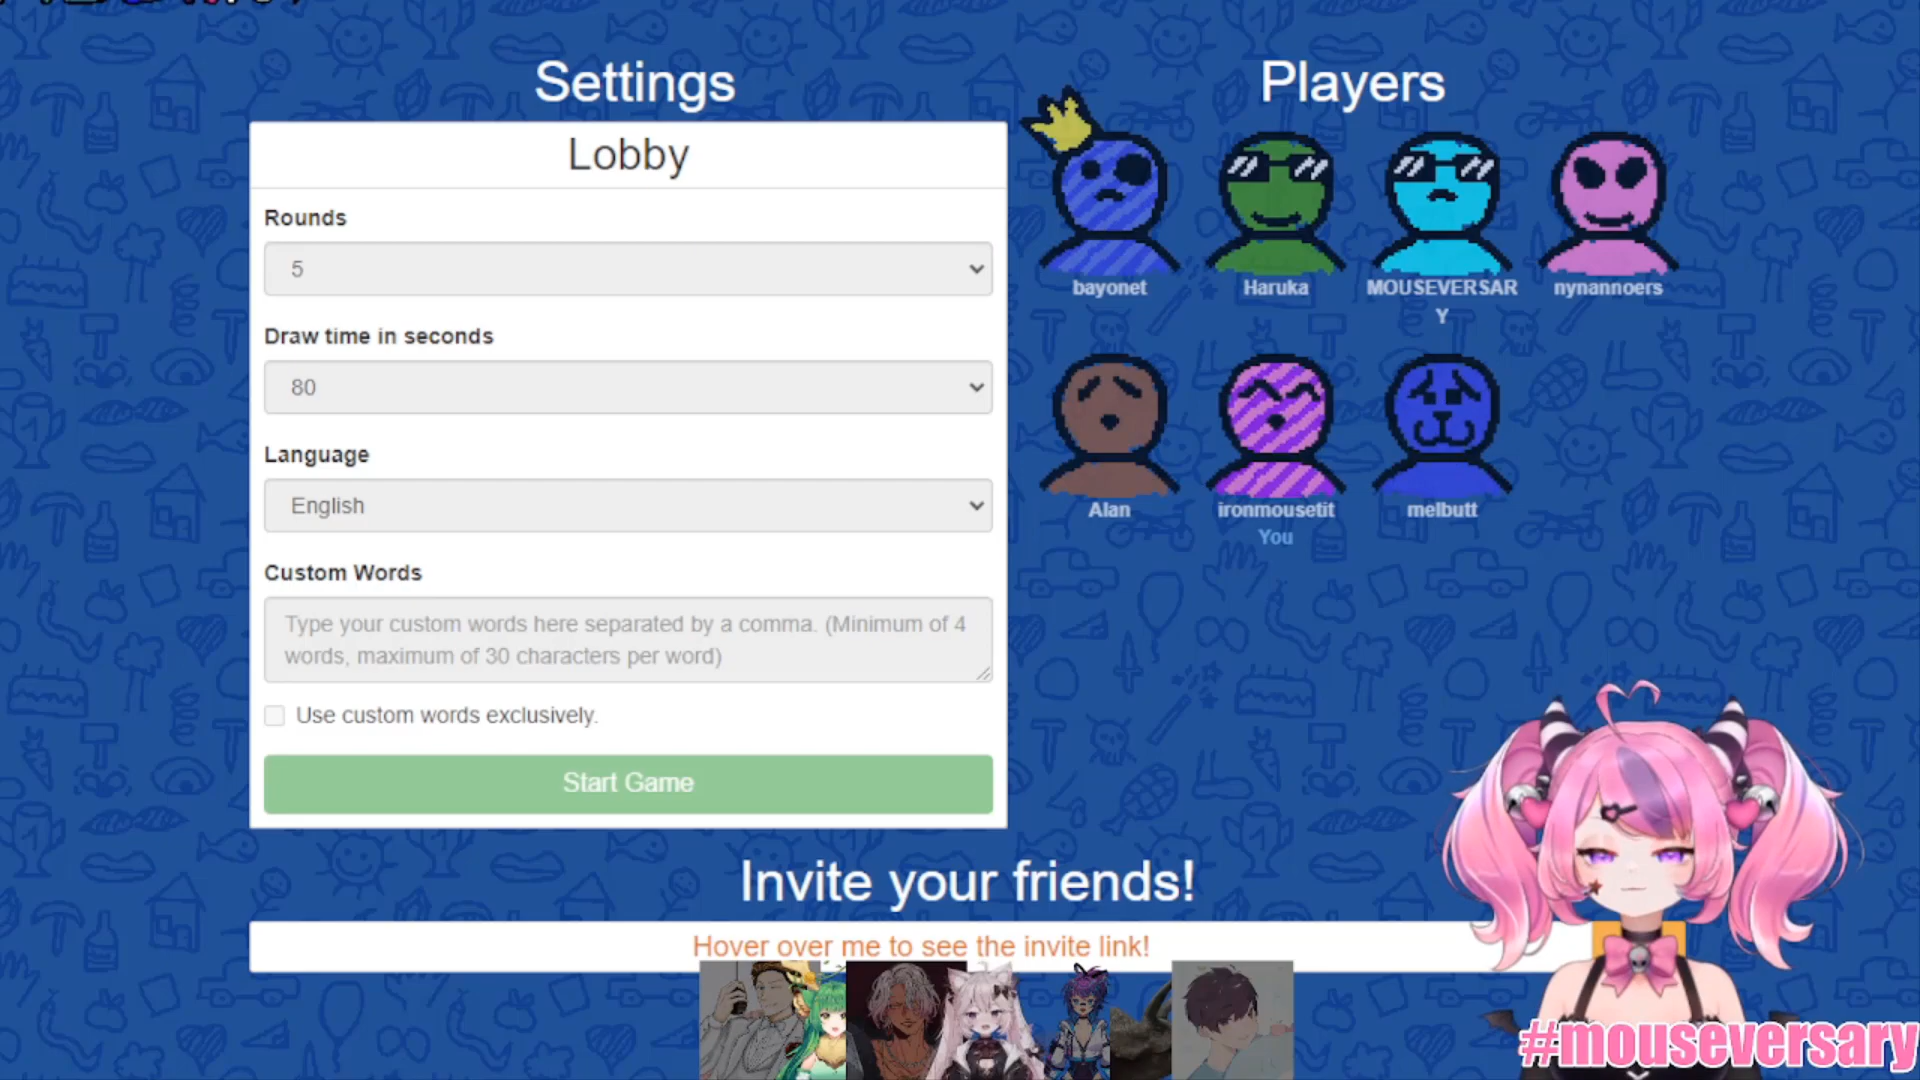 Settings
Players
Lobby
Rounds
5
Draw time in seconds
80
Language
English
Custom Words
Type your custom words here separated by a comma. (Minimum of 4
words, maximum of 30 characters per word)
Use custom words exclusively.
Start Game
bayonet
Haruka
MOUSEVERSAR
Y
nynannoers
Alan
ironmousetit
You
melbutt
Invite your friends!
Hover over me to see the invite link!
#mouseversary